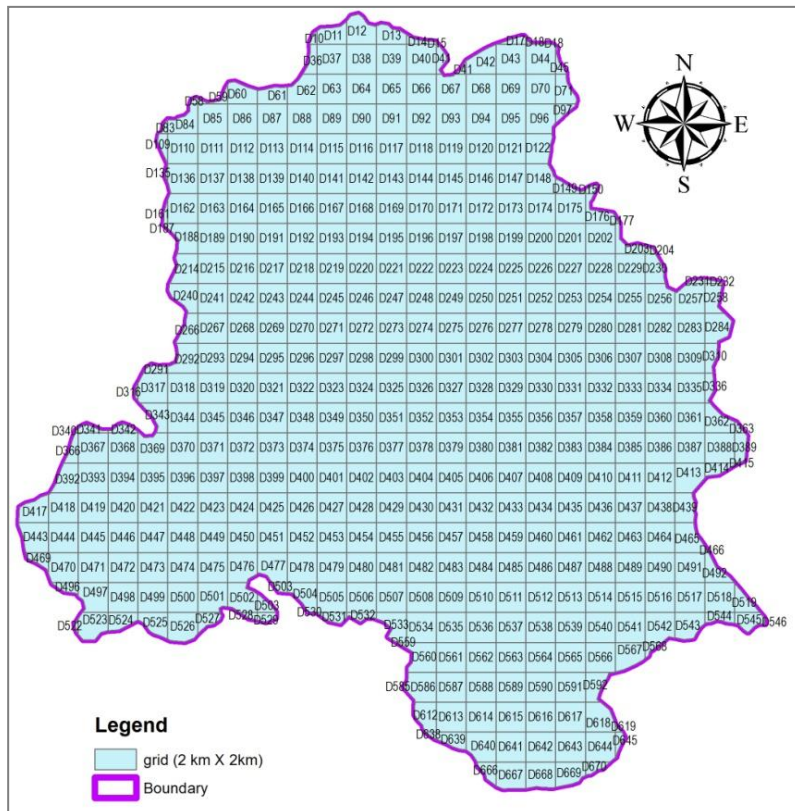 D10 D11 D12 D13 D14 D15 D17 D18 D18
D36 D37 D38 D39 D40 D41 D41 D42 D43 D44 D45
N
W E
S
D58 D59 D60 D61 D62 D63 D64 D65 D66 D67 D68 D69 D70 D71
D83 D84 D85 D86 D87 D88 D89 D90 D91 D92 D93 D94 D95 D96 D97
D109 D110 D111 D112 D113 D114 D115 D116 D117 D118 D119 D120 D121 D122
D135 D136 D137 D138 D139 D140 D141 D142 D143 D144 D145 D146 D147 D148 D149 D150
D161 D162 D163 D164 D165 D166 D167 D168 D169 D170 D171 D172 D173 D174 D175 D176 D177
D187 D188 D189 D190 D191 D192 D193 D194 D195 D196 D197 D198 D199 D200 D201 D202 D203 D204
D214 D215 D216 D217 D218 D219 D220 D221 D222 D223 D224 D225 D226 D227 D228 D229 D230 D231 D232
D240 D241 D242 D243 D244 D245 D246 D247 D248 D249 D250 D251 D252 D253 D254 D255 D256 D257 D258
D266 D267 D268 D269 D270 D271 D272 D273 D274 D275 D276 D277 D278 D279 D280 D281 D282 D283 D284
D291 D292 D293 D294 D295 D296 D297 D298 D299 D300 D301 D302 D303 D304 D305 D306 D307 D308 D309 D310
D316 D317 D318 D319 D320 D321 D322 D323 D324 D325 D326 D327 D328 D329 D330 D331 D332 D333 D334 D335 D336
D340 D341 D342 D343 D344 D345 D346 D347 D348 D349 D350 D351 D352 D353 D354 D355 D356 D357 D358 D359 D360 D361 D362 D363
D366 D367 D368 D369 D370 D371 D372 D373 D374 D375 D376 D377 D378 D379 D380 D381 D382 D383 D384 D385 D386 D387 D388 D389
D392 D393 D394 D395 D396 D397 D398 D399 D400 D401 D402 D403 D404 D405 D406 D407 D408 D409 D410 D411 D412 D413 D414 D415
D417 D418 D419 D420 D421 D422 D423 D424 D425 D426 D427 D428 D429 D430 D431 D432 D433 D434 D435 D436 D437 D438 D439
D443 D444 D445 D446 D447 D448 D449 D450 D451 D452 D453 D454 D455 D456 D457 D458 D459 D460 D461 D462 D463 D464 D465 D466
D469 D470 D471 D472 D473 D474 D475 D476 D477 D478 D479 D480 D481 D482 D483 D484 D485 D486 D487 D488 D489 D490 D491 D492
D496 D497 D498 D499 D500 D501 D502 D503 D503 D504 D505 D506 D507 D508 D509 D510 D511 D512 D513 D514 D515 D516 D517 D518 D519
D522 D523 D524 D525 D526 D527 D528 D529 D530 D531 D532 D533 D534 D535 D536 D537 D538 D539 D540 D541 D542 D543 D544 D545 D546
D559 D560 D561 D562 D563 D564 D565 D566 D567 D568
D585 D586 D587 D588 D589 D590 D591 D592
D612 D613 D614 D615 D616 D617 D618 D619
D638 D639 D640 D641 D642 D643 D644 D645
D666 D667 D668 D669 D670
Legend
grid (2 km X 2km)
Boundary